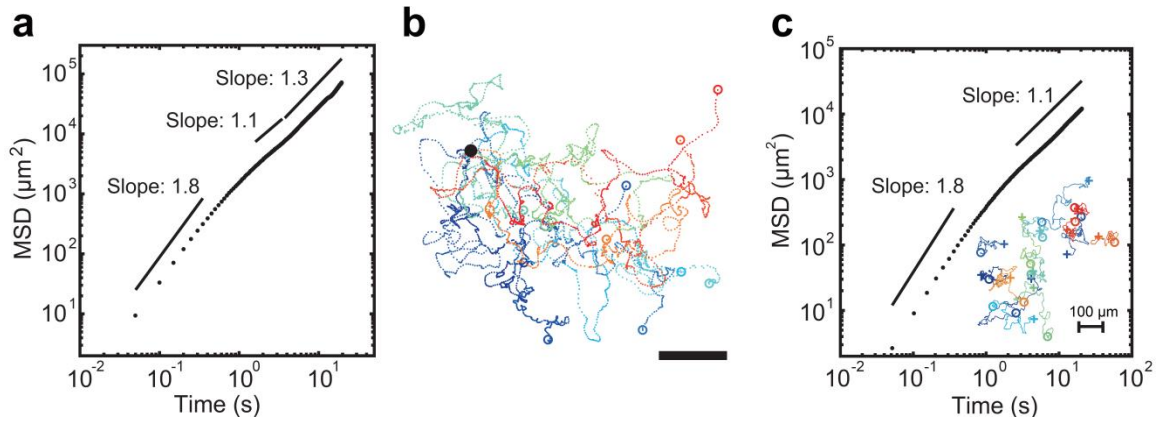 a
10⁵
10⁴
10³
10²
10¹
MSD (μm²)
Slope: 1.3
Slope: 1.1
Slope: 1.8
10⁻² 10⁻¹ 10⁰ 10¹
Time (s)
b
c
10⁵
10⁴
10³
10²
10¹
MSD (μm²)
Slope: 1.1
Slope: 1.8
100 μm
10⁻² 10⁻¹ 10⁰ 10¹ 10²
Time (s)